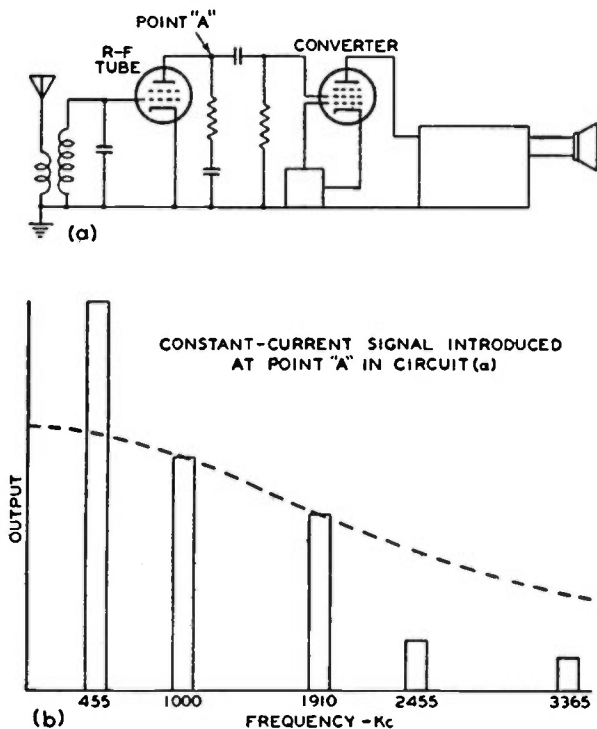 POINT "A"
R-F
TUBE
CONVERTER
(a)
CONSTANT-CURRENT SIGNAL INTRODUCED
AT POINT "A" IN CIRCUIT (a)
OUTPUT
455 1000 1910 2455 3365
(b) FREQUENCY - Kc